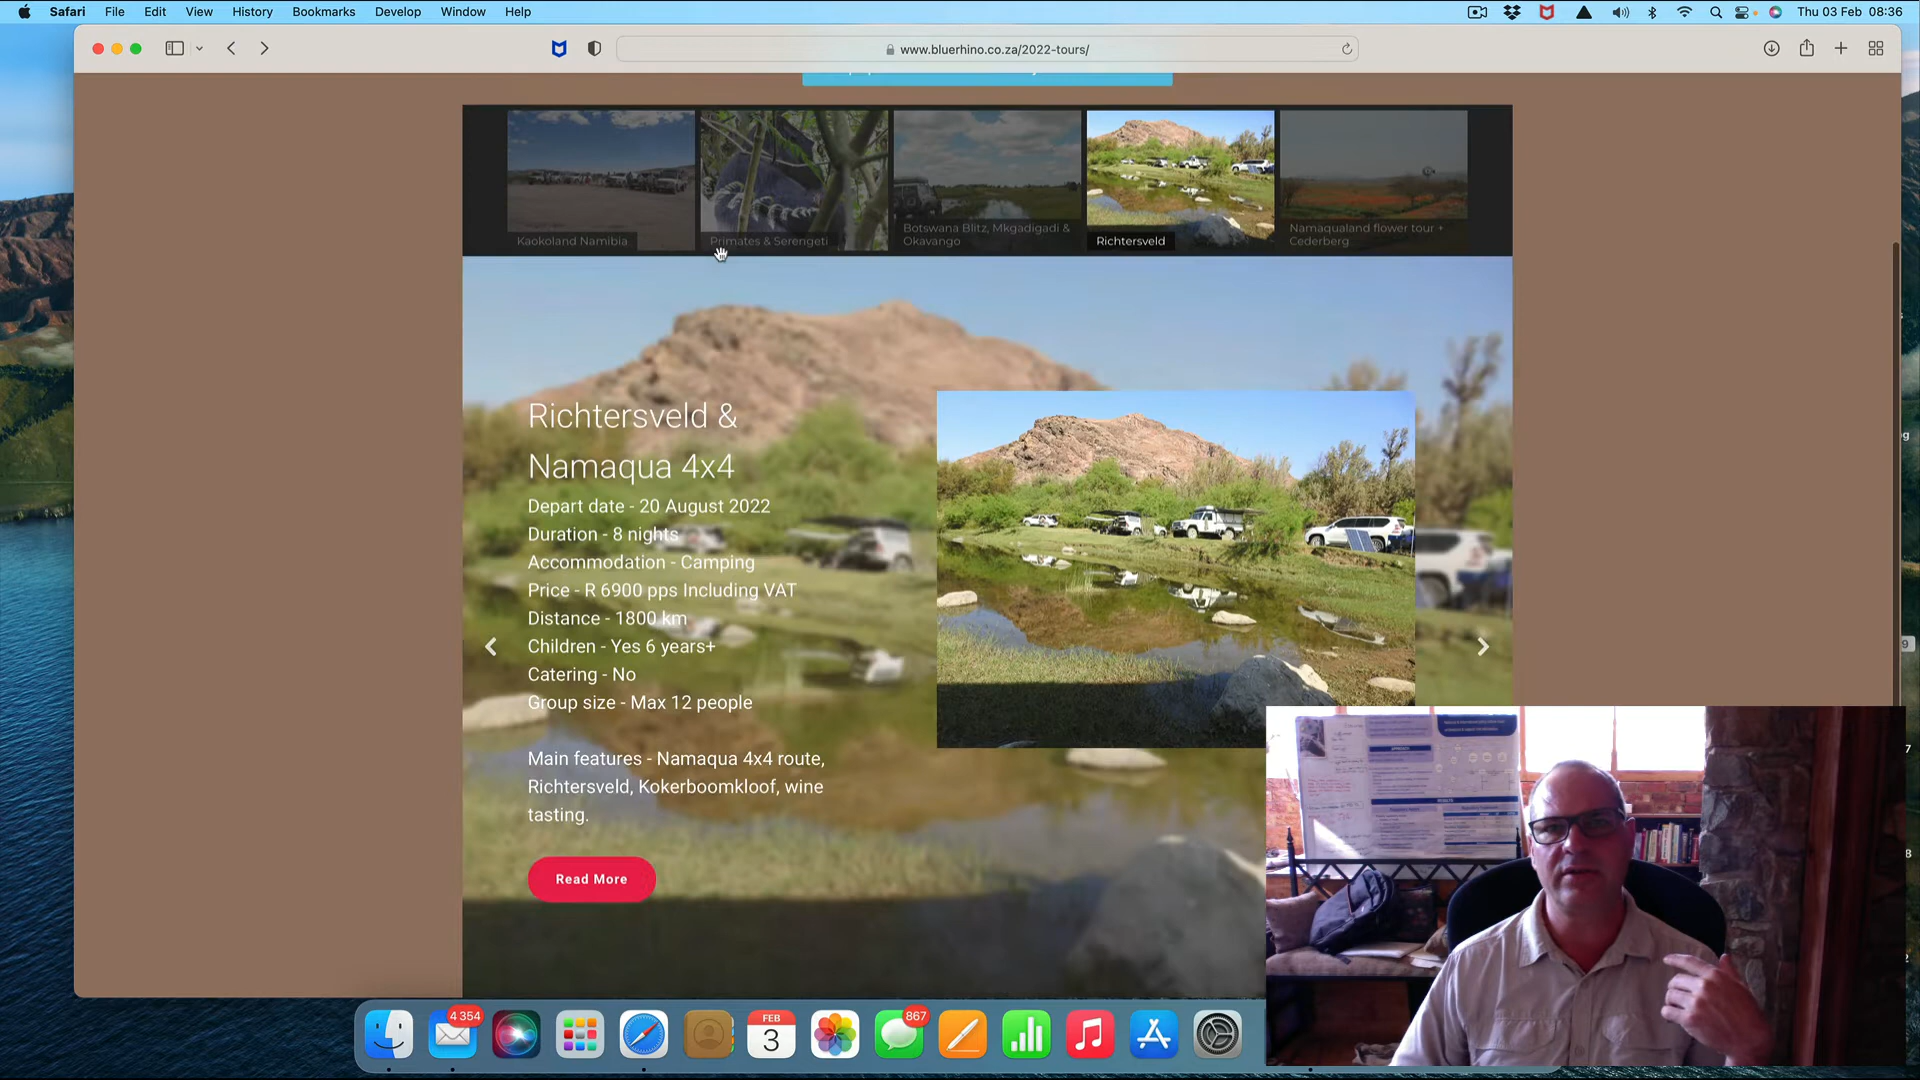 Safari File Edit View History Bookmarks Develop Window Help Thu 03 Feb 08:36
www.bluerhino.co.za/2022-tours/
Kaokoland Namibia
Primates & Serengeti
Botswana Blitz, Mkgadigadi &
Okavango
Richtersveld
Namaqualand flower tour +
Cederberg
Richtersveld &
Namaqua 4x4
Depart date - 20 August 2022
Duration - 8 nights
Accommodation - Camping
Price - R 6900 pps Including VAT
Distance - 1800 km
Children - Yes 6 years+
Catering - No
Group size - Max 12 people
Main features - Namaqua 4x4 route,
Richtersveld, Kokerboomkloof, wine
tasting.
Read More
4 354
FEB
3
867